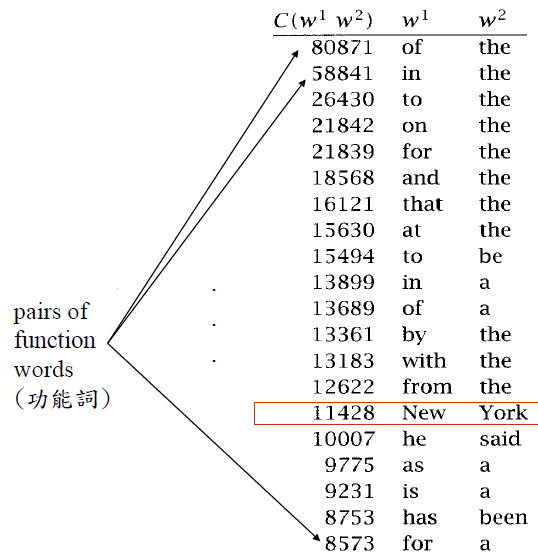 C(w¹ w²) w¹ w²
80871 of the
58841 in the
26430 to the
21842 on the
21839 for the
18568 and the
16121 that the
15630 at the
15494 to be
13899 in a
13689 of a
13361 by the
13183 with the
12622 from the
11428 New York
10007 he said
9775 as a
9231 is a
8753 has been
8573 for a
pairs of
function
words
(功能詞)